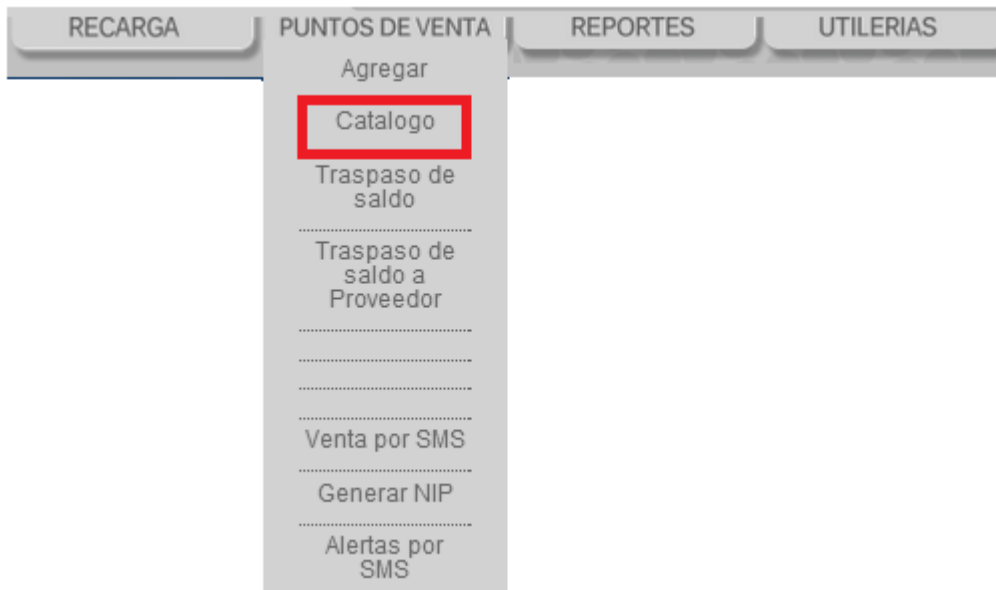 RECARGA PUNTOS DE VENTA REPORTES UTILERIAS
Agregar
Catalogo
Traspaso de
saldo
Traspaso de
saldo a
Proveedor
Venta por SMS
Generar NIP
Alertas por
SMS